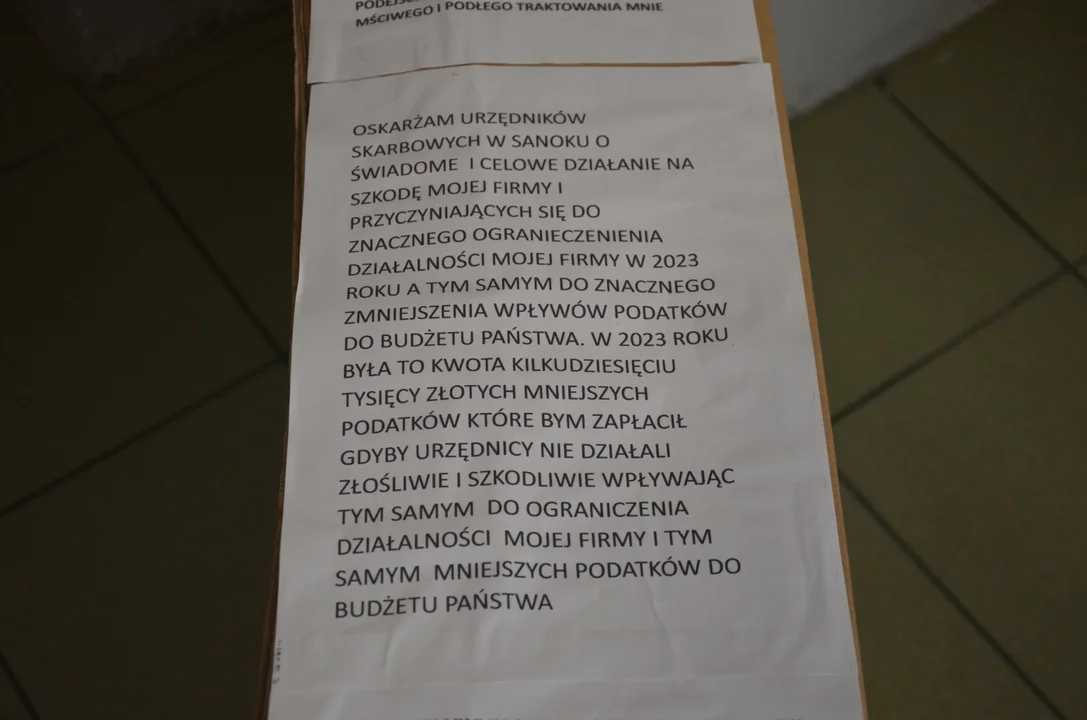 MŚCIWEGO I PODŁEGO TRAKTOWANIA MNIE
OSKARŻAM URZĘDNIKÓW
SKARBOWYCH W SANOKU O
ŚWIADOME I CELOWE DZIAŁANIE NA
SZKODĘ MOJEJ FIRMY I
PRZYCZYNIAJĄCYCH SIĘ DO
ZNACZNEGO OGRANIECZENIENIA
DZIAŁALNOŚCI MOJEJ FIRMY W 2023
ROKU A TYM SAMYM DO ZNACZNEGO
ZMNIEJSZENIA WPŁYWÓW PODATKÓW
DO BUDŻETU PAŃSTWA. W 2023 ROKU
BYŁA TO KWOTA KILKUDZIESIĘCIU
TYSIĘCY ZŁOTYCH MNIEJSZYCH
PODATKÓW KTÓRE BYM ZAPŁACIŁ
GDYBY URZĘDNICY NIE DZIAŁALI
ZŁOŚLIWIE I SZKODLIWIE WPŁYWAJĄC
TYM SAMYM DO OGRANICZENIA
DZIAŁALNOŚCI MOJEJ FIRMY I TYM
SAMYM MNIEJSZYCH PODATKÓW DO
BUDŻETU PAŃSTWA